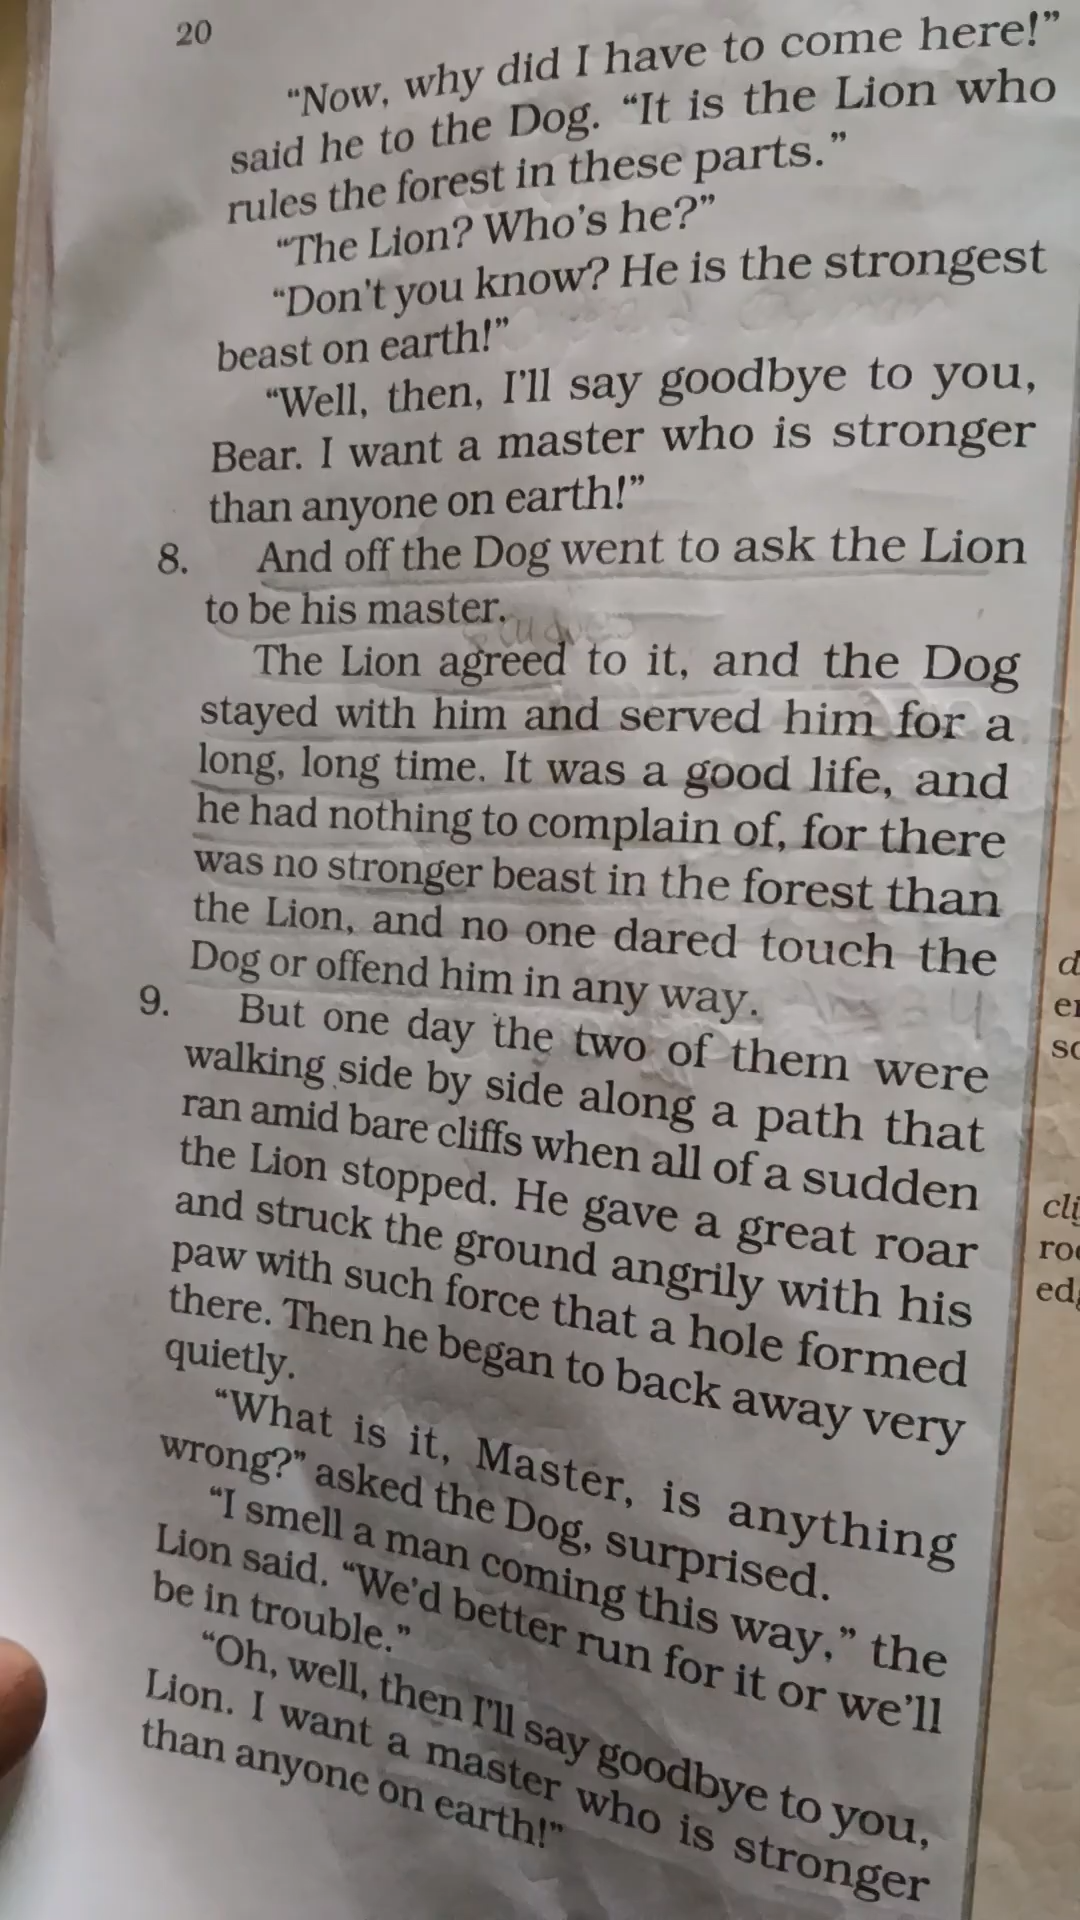 20
“Now, why did I have to come here!”
said he to the Dog. “It is the Lion who
rules the forest in these parts.”
“The Lion? Who's he?”
“Don't you know? He is the strongest
beast on earth!”
“Well, then, I'll say goodbye to you,
Bear. I want a master who is stronger
than anyone on earth!”
8. And off the Dog went to ask the Lion
to be his master.
The Lion agreed to it, and the Dog
stayed with him and served him for a
long, long time. It was a good life, and
he had nothing to complain of, for there
was no stronger beast in the forest than
the Lion, and no one dared touch the
Dog or offend him in any way.
9. But one day the two of them were
walking side by side along a path that
ran amid bare cliffs when all of a sudden
the Lion stopped. He gave a great roar
and struck the ground angrily with his
paw with such force that a hole formed
there. Then he began to back away very
quietly.
“What is it, Master, is anything
wrong?” asked the Dog, surprised.
“I smell a man coming this way,” the
Lion said. “We'd better run for it or we'll
be in trouble.”
“Oh, well, then I'll say goodbye to you,
Lion. I want a master who is stronger
than anyone on earth!”